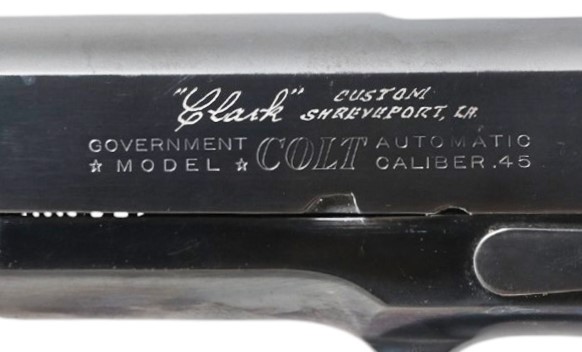 "Clark" CUSTOM
SHREVEPORT, LA.
GOVERNMENT COLT AUTOMATIC
★ MODEL ★ CALIBER .45